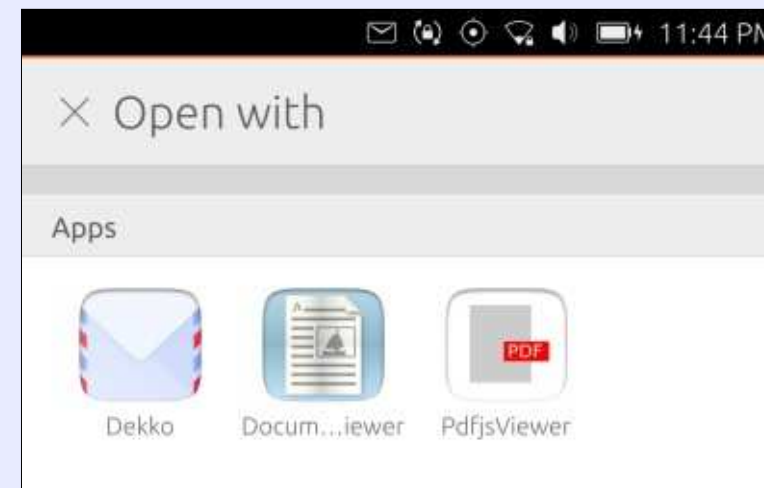 11:44 PM
× Open with
Apps
PDF
Dekko Docum...iewer PdfjsViewer